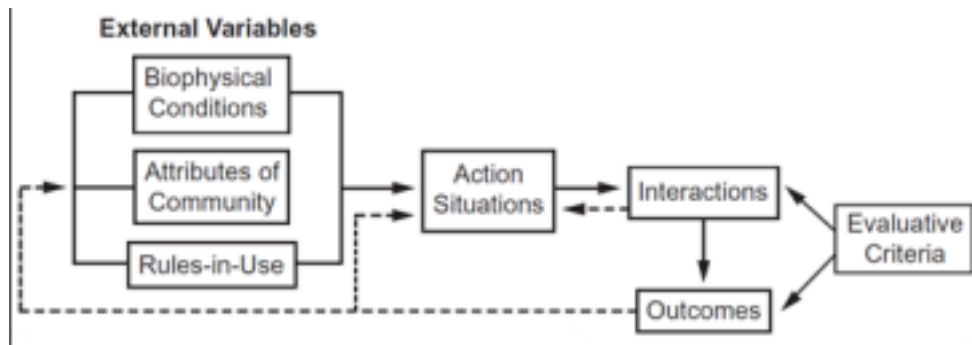 External Variables
Biophysical
Conditions
Attributes of
Community
Rules-in-Use
Action
Situations
Interactions
Outcomes
Evaluative
Criteria